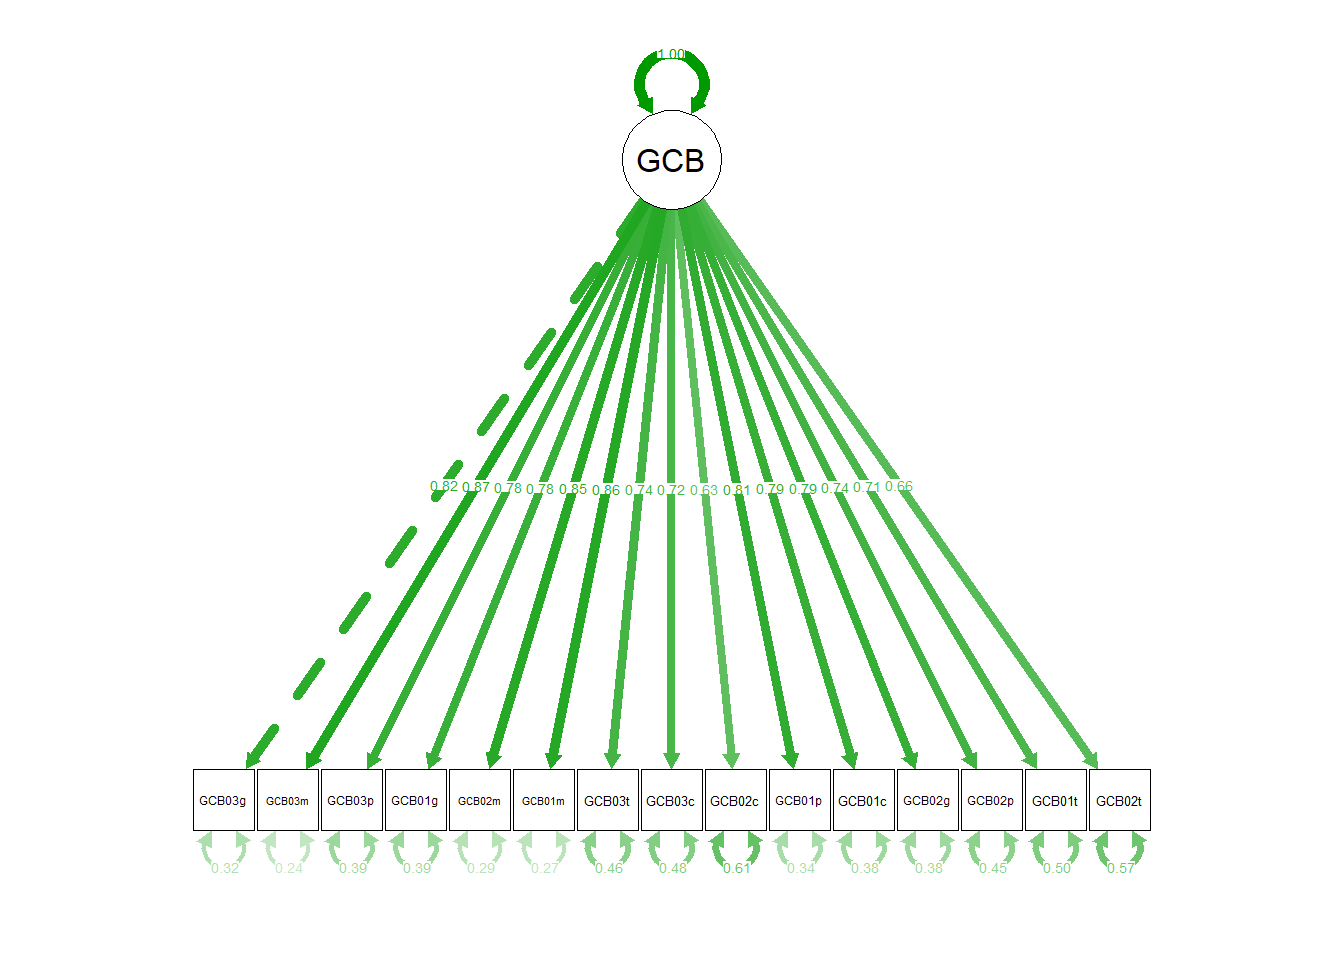 1.00
GCB
0.82 0.87 0.78 0.78 0.85 0.86 0.74 0.72 0.63 0.81 0.79 0.79 0.74 0.71 0.66
GCB03g GCB03m GCB03p GCB01g GCB02m GCB01m GCB03t GCB03c GCB02c GCB01p GCB01c GCB02g GCB02p GCB01t GCB02t
0.32 0.24 0.39 0.39 0.29 0.27 0.46 0.48 0.61 0.34 0.38 0.38 0.45 0.50 0.57